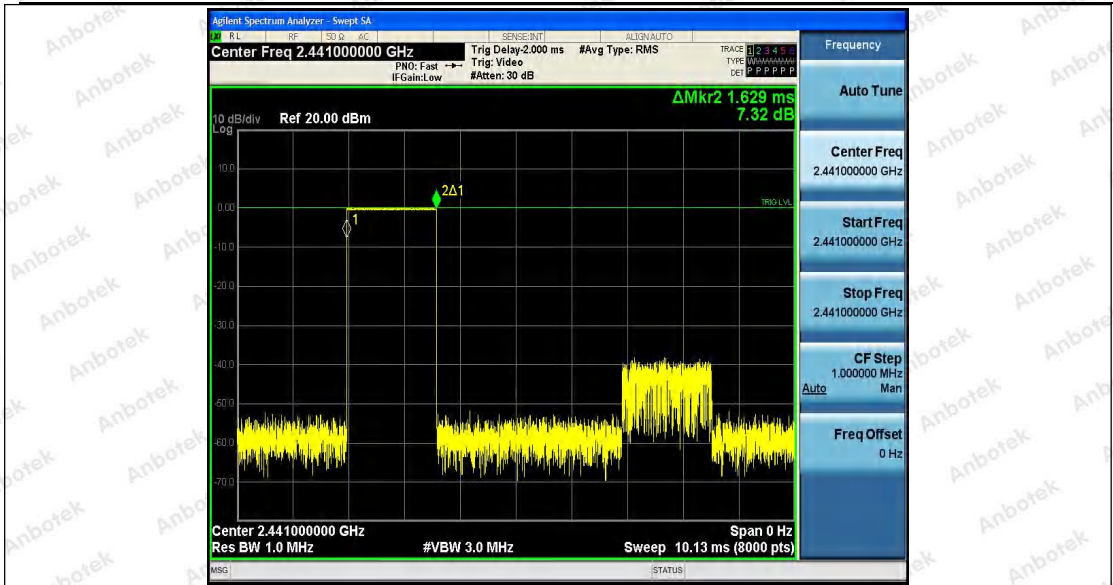 Agilent Spectrum Analyzer - Swept SA
RL RF 50 Ω AC SENSE:INT ALIGN AUTO
Center Freq 2.441000000 GHz
PNO: Fast
IFGain:Low
Trig Delay-2.000 ms
Trig: Video
#Atten: 30 dB
#Avg Type: RMS
TRACE 1 2 3 4 5 6
TYPE
DET P P P P P P
ΔMkr2 1.629 ms
7.32 dB
10 dB/div Ref 20.00 dBm
Log
10.0
0.00
-10.0
-20.0
-30.0
-40.0
-50.0
-60.0
-70.0
1
2Δ1
TRIG LVL
Center 2.441000000 GHz
Span 0 Hz
Res BW 1.0 MHz
#VBW 3.0 MHz
Sweep 10.13 ms (8000 pts)
MSG
STATUS
Frequency
Auto Tune
Center Freq
2.441000000 GHz
Start Freq
2.441000000 GHz
Stop Freq
2.441000000 GHz
CF Step
1.000000 MHz
Auto Man
Freq Offset
0 Hz
Anbotek